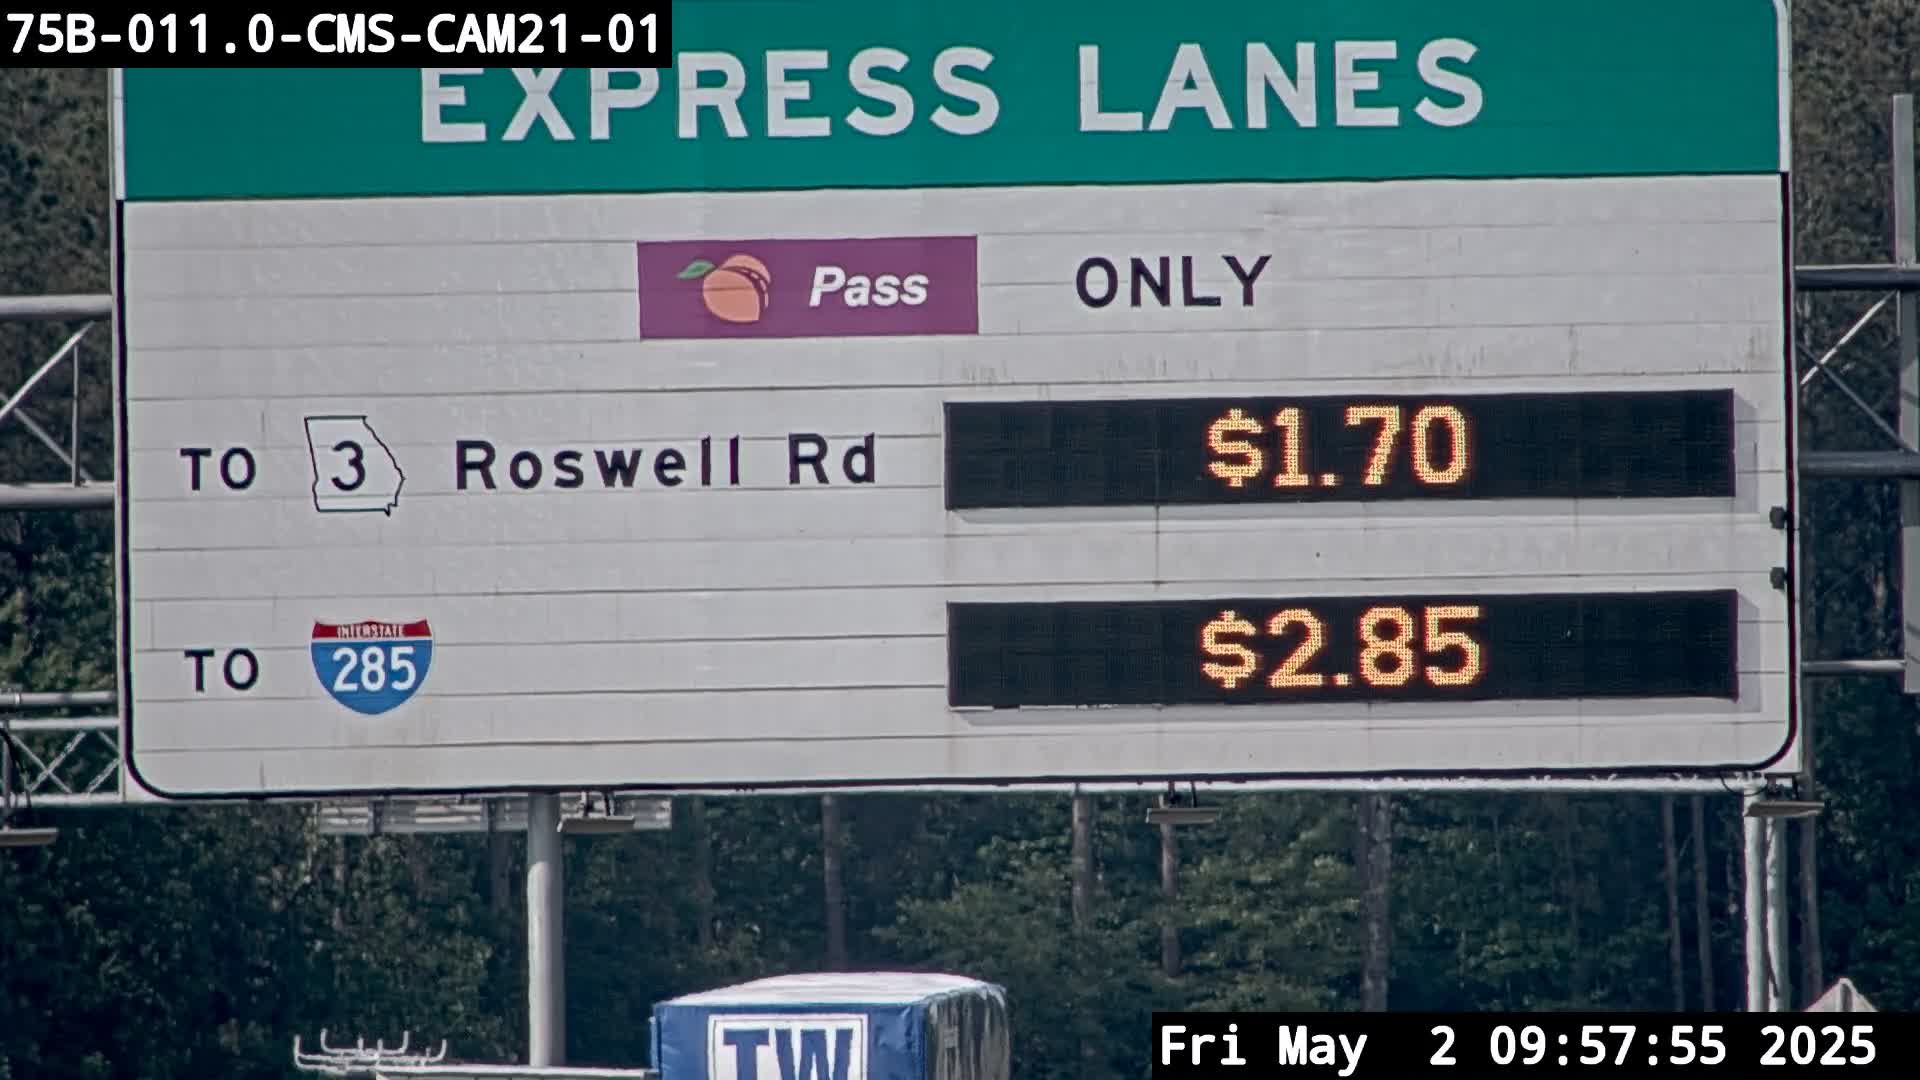 75B-011.0-CMS-CAM21-01
EXPRESS LANES
Pass ONLY
TO 3 Roswell Rd $1.70
TO INTERSTATE 285 $2.85
TW
Fri May 2 09:57:55 2025